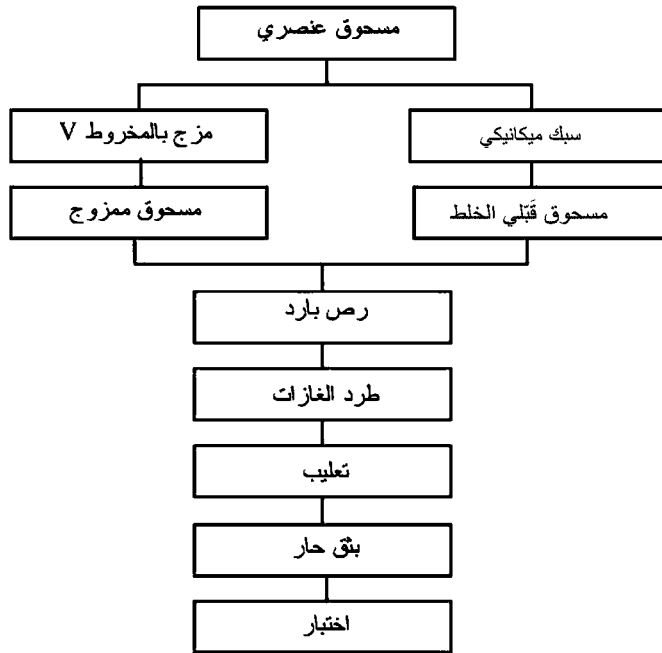 مسحوق عنصري
سبك ميكانيكي
مزج بالمخروط V
مسحوق قَبْلي الخلط
مسحوق ممزوج
رص بارد
طرد الغازات
تعليب
بثق حار
اختبار